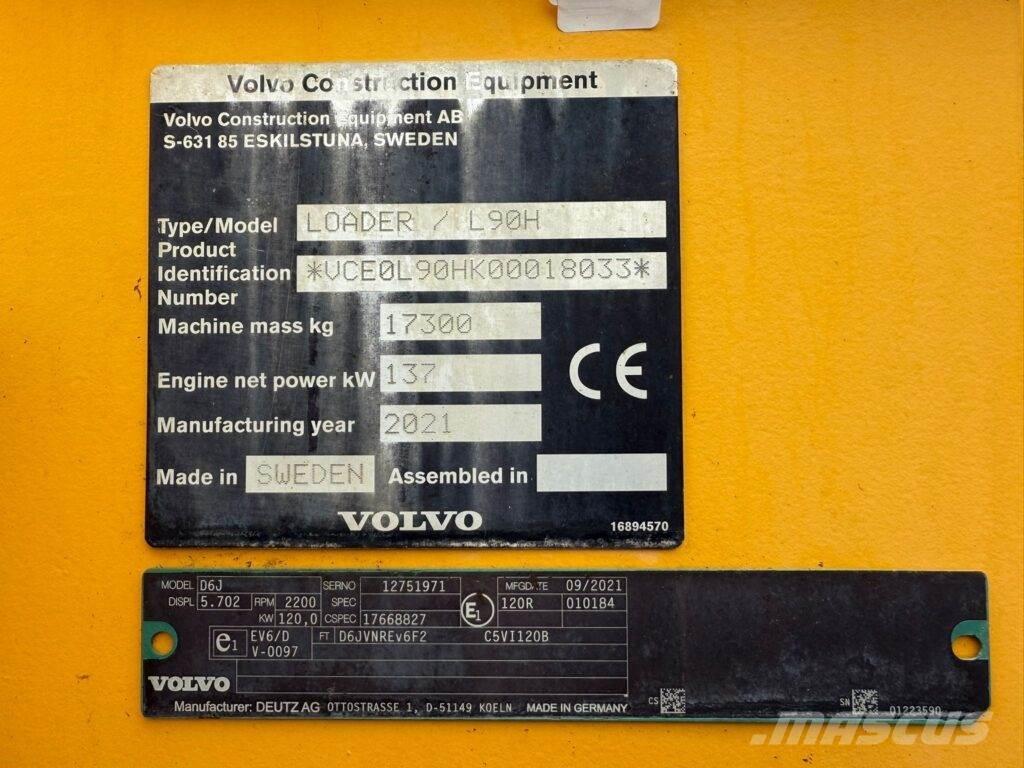 Volvo Construction Equipment
Volvo Construction Equipment AB
S-631 85 ESKILSTUNA, SWEDEN
Type/Model LOADER / L90H
Product
Identification *VCE0L90HK00018033*
Number
Machine mass kg 17300
Engine net power kW 137
Manufacturing year 2021
Made in SWEDEN Assembled in
CE
VOLVO 16894570
MODEL D6J SERNO 12751971 MFGDATE 09/2021
DISPL 5.702 RPM 2200 SPEC E1 120R 010184
KW 120,0 CSPEC 17668827
e1 EV6/D FT D6JVNREv6F2 C5VI120B
V-0097
VOLVO
CS SN 01223590
Manufacturer: DEUTZ AG OTTOSTRASSE 1, D-51149 KOELN MADE IN GERMANY
MASCUS